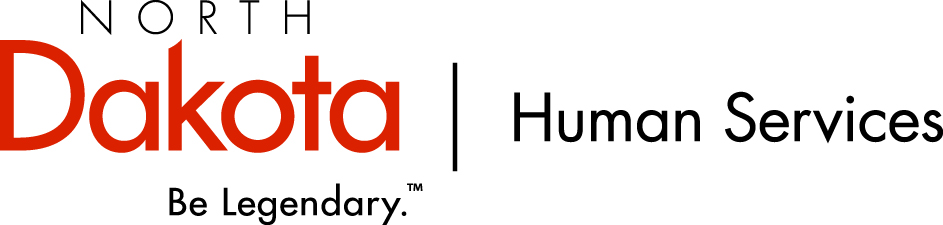 NORTH
Dakota
Be Legendary.™
Human Services